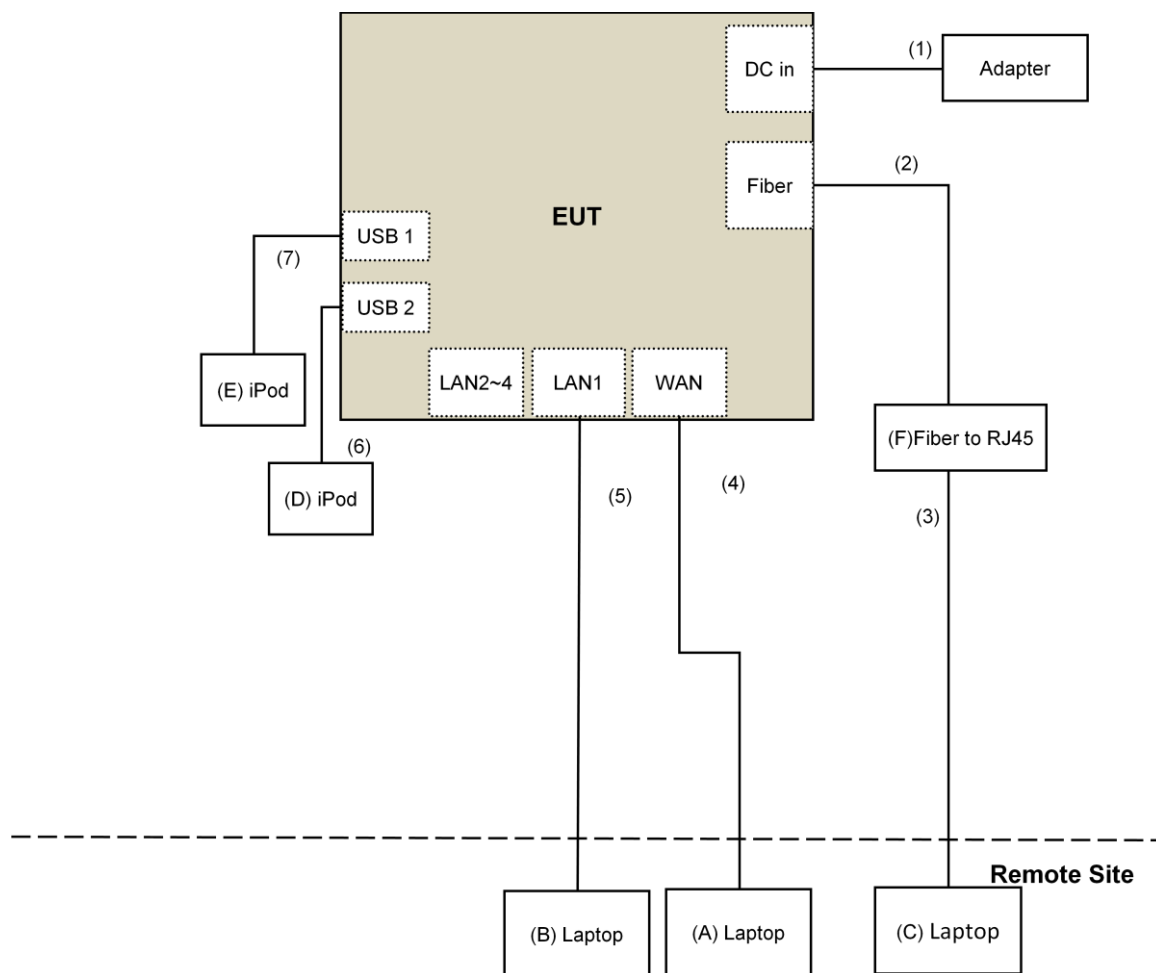 DC in
(1)
Adapter
Fiber
(2)
EUT
USB 1
(7)
USB 2
(E) iPod
LAN2~4
LAN1
WAN
(6)
(D) iPod
(F)Fiber to RJ45
(5)
(4)
(3)
Remote Site
(B) Laptop
(A) Laptop
(C) Laptop